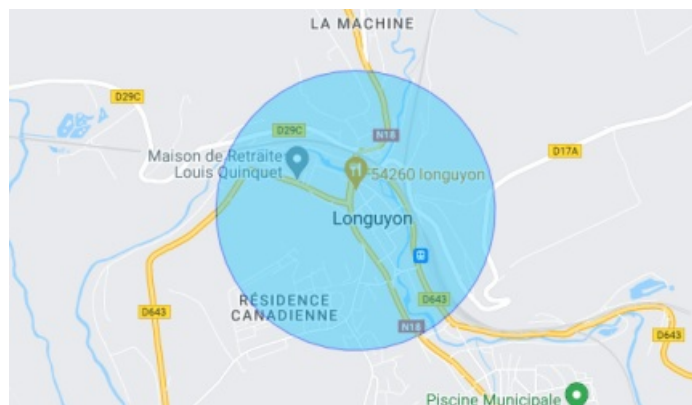 LA MACHINE
D29C
D29C
N18
Maison de Retraite
Louis Quinquet
54260 longuyon
D17A
Longuyon
RÉSIDENCE
CANADIENNE
D643
D643
N18
D643
Piscine Municipale